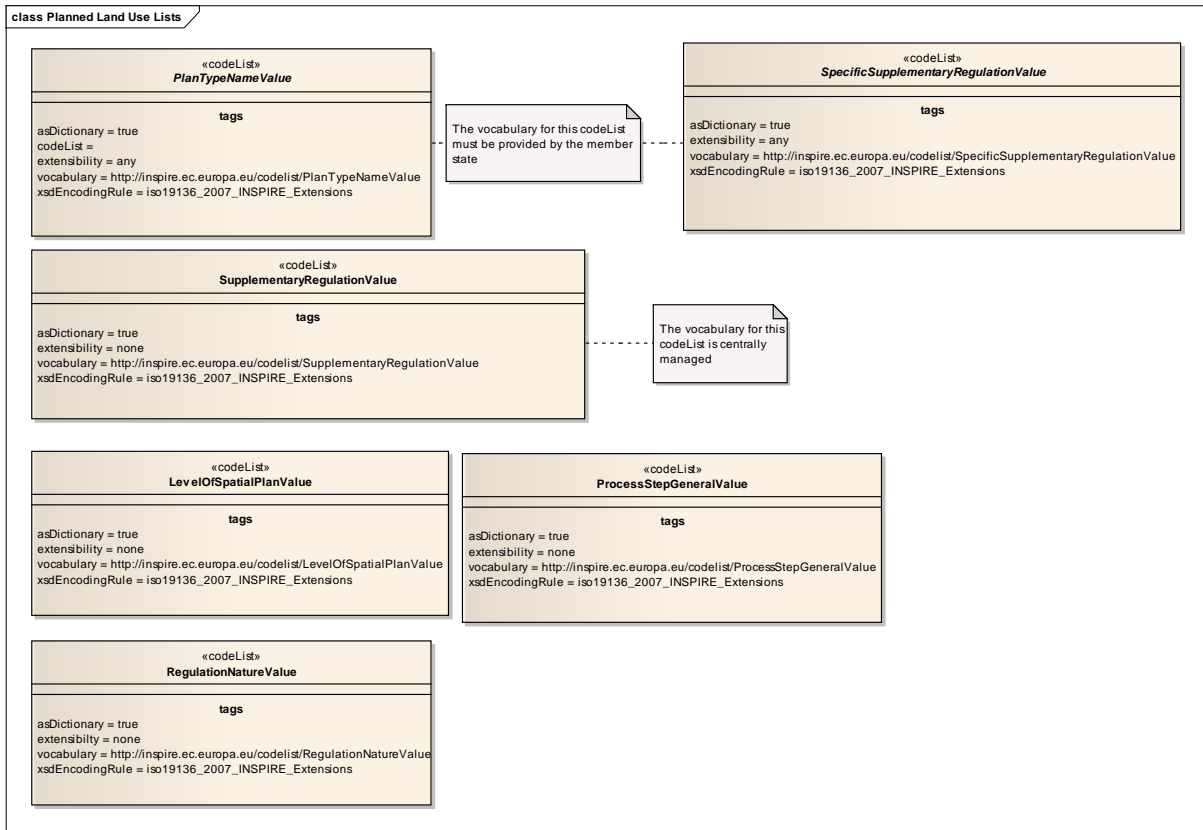 class Planned Land Use Lists
«codeList»
PlanTypeNameValue
tags
asDictionary = true
codeList =
extensibility = any
vocabulary = http://inspire.ec.europa.eu/codelist/PlanTypeNameValue
xsdEncodingRule = iso19136_2007_INSPIRE_Extensions
The vocabulary for this codeList
must be provided by the member
state
«codeList»
SpecificSupplementaryRegulationValue
tags
asDictionary = true
extensibility = any
vocabulary = http://inspire.ec.europa.eu/codelist/SpecificSupplementaryRegulationValue
xsdEncodingRule = iso19136_2007_INSPIRE_Extensions
«codeList»
SupplementaryRegulationValue
tags
asDictionary = true
extensibility = none
vocabulary = http://inspire.ec.europa.eu/codelist/SupplementaryRegulationValue
xsdEncodingRule = iso19136_2007_INSPIRE_Extensions
The vocabulary for this
codeList is centrally
managed
«codeList»
LevelOfSpatialPlanValue
tags
asDictionary = true
extensibility = none
vocabulary = http://inspire.ec.europa.eu/codelist/LevelOfSpatialPlanValue
xsdEncodingRule = iso19136_2007_INSPIRE_Extensions
«codeList»
ProcessStepGeneralValue
tags
asDictionary = true
extensibility = none
vocabulary = http://inspire.ec.europa.eu/codelist/ProcessStepGeneralValue
xsdEncodingRule = iso19136_2007_INSPIRE_Extensions
«codeList»
RegulationNatureValue
tags
asDictionary = true
extensibilty = none
vocabulary = http://inspire.ec.europa.eu/codelist/RegulationNatureValue
xsdEncodingRule = iso19136_2007_INSPIRE_Extensions